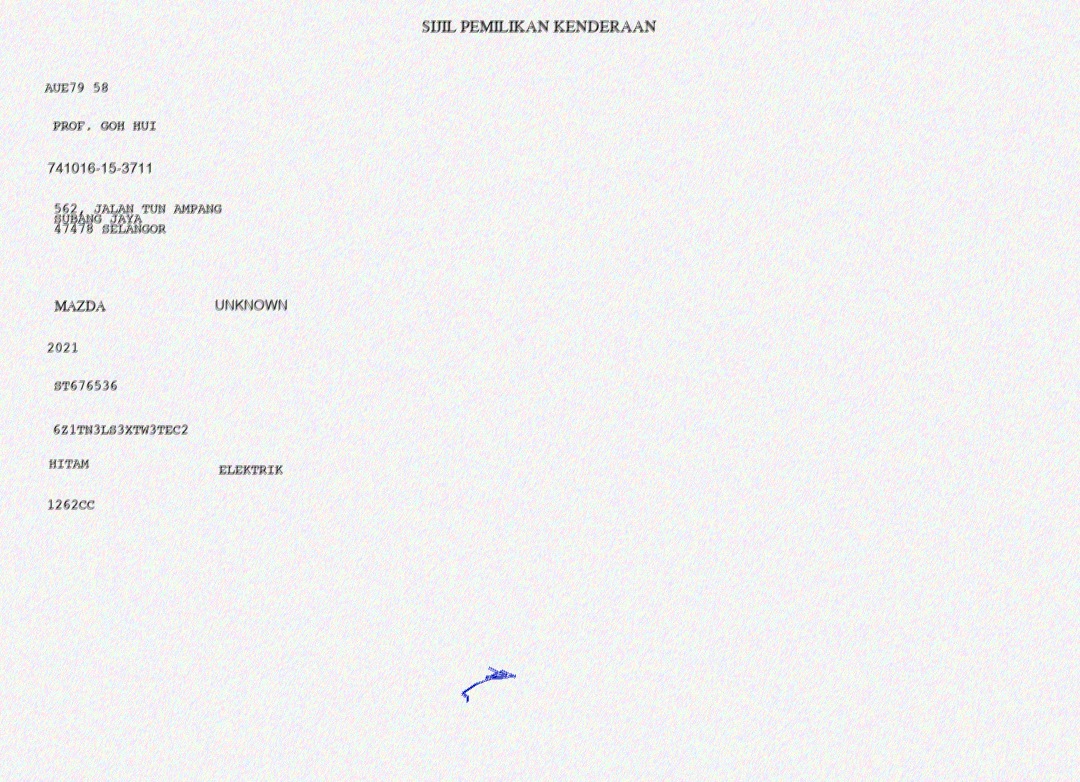 SIJIL PEMILIKAN KENDERAAN
AUE79 58
PROF. GOH HUI
741016-15-3711
562, JALAN TUN AMPANG
SUBANG JAYA
47478 SELANGOR
MAZDA UNKNOWN
2021
ST676536
6Z1TN3LS3XTW3TEC2
HITAM ELEKTRIK
1262CC